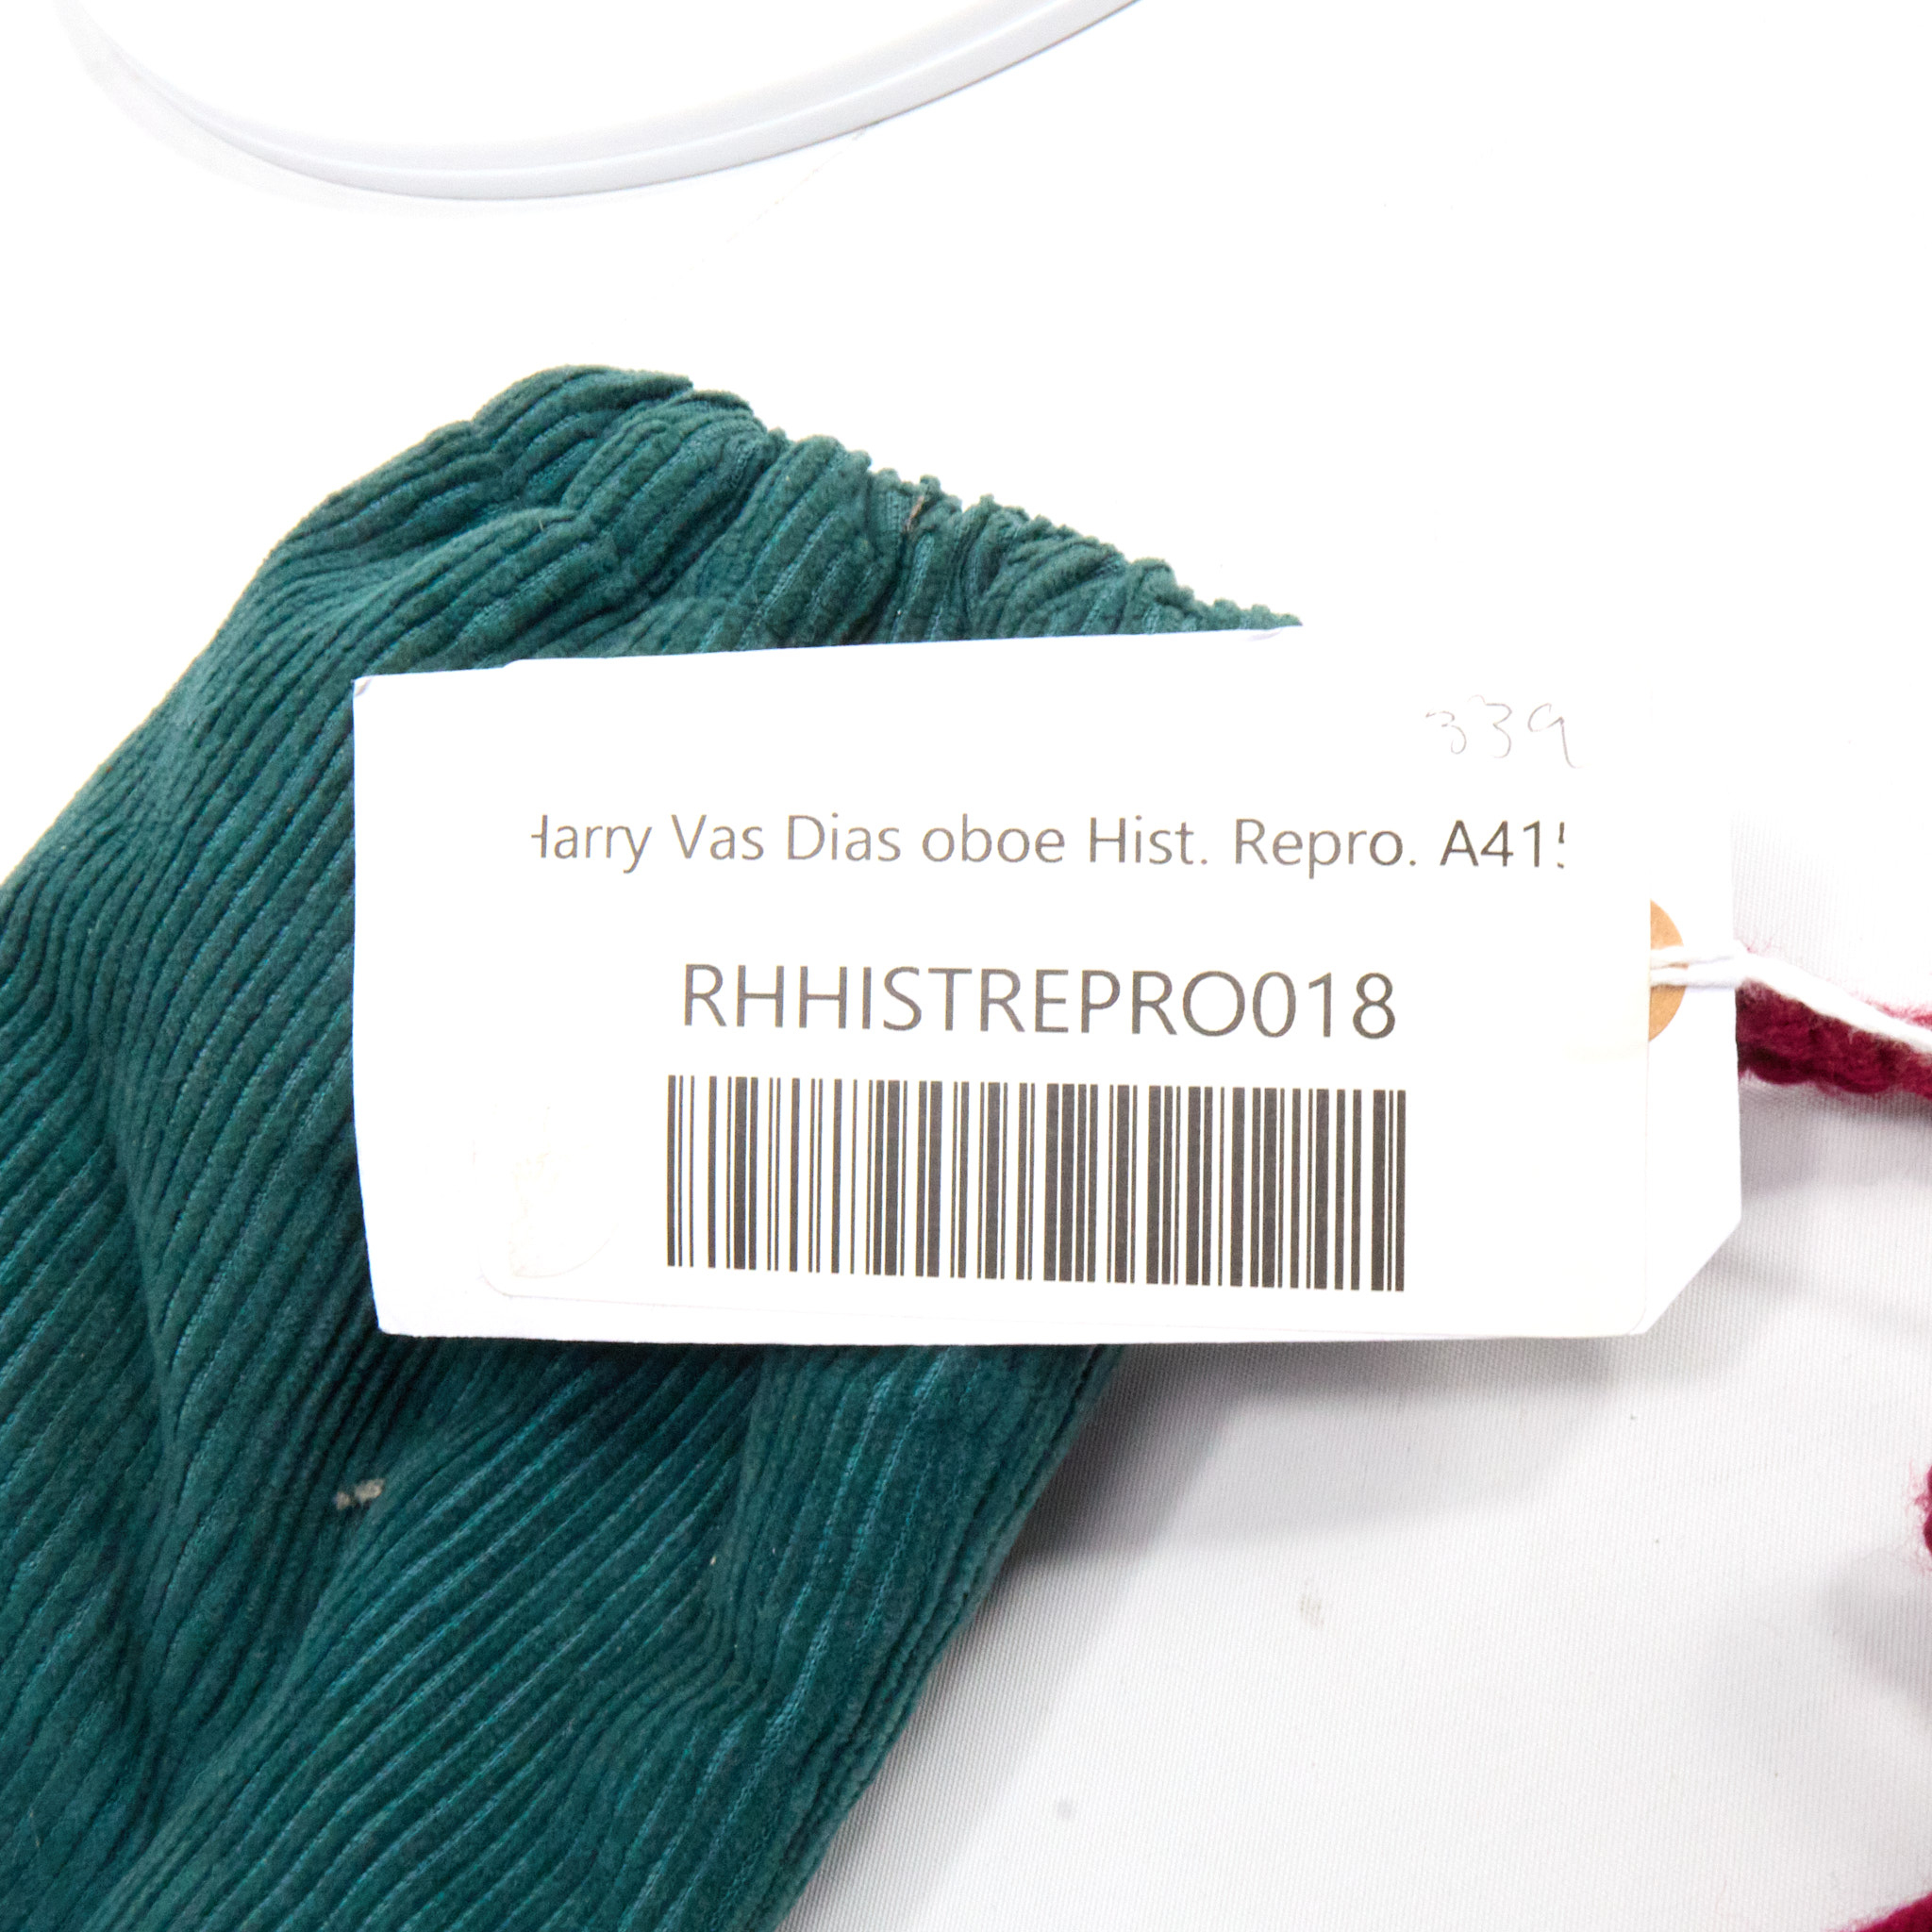 339
Harry Vas Dias oboe Hist. Repro. A415
RHHISTREPRO018